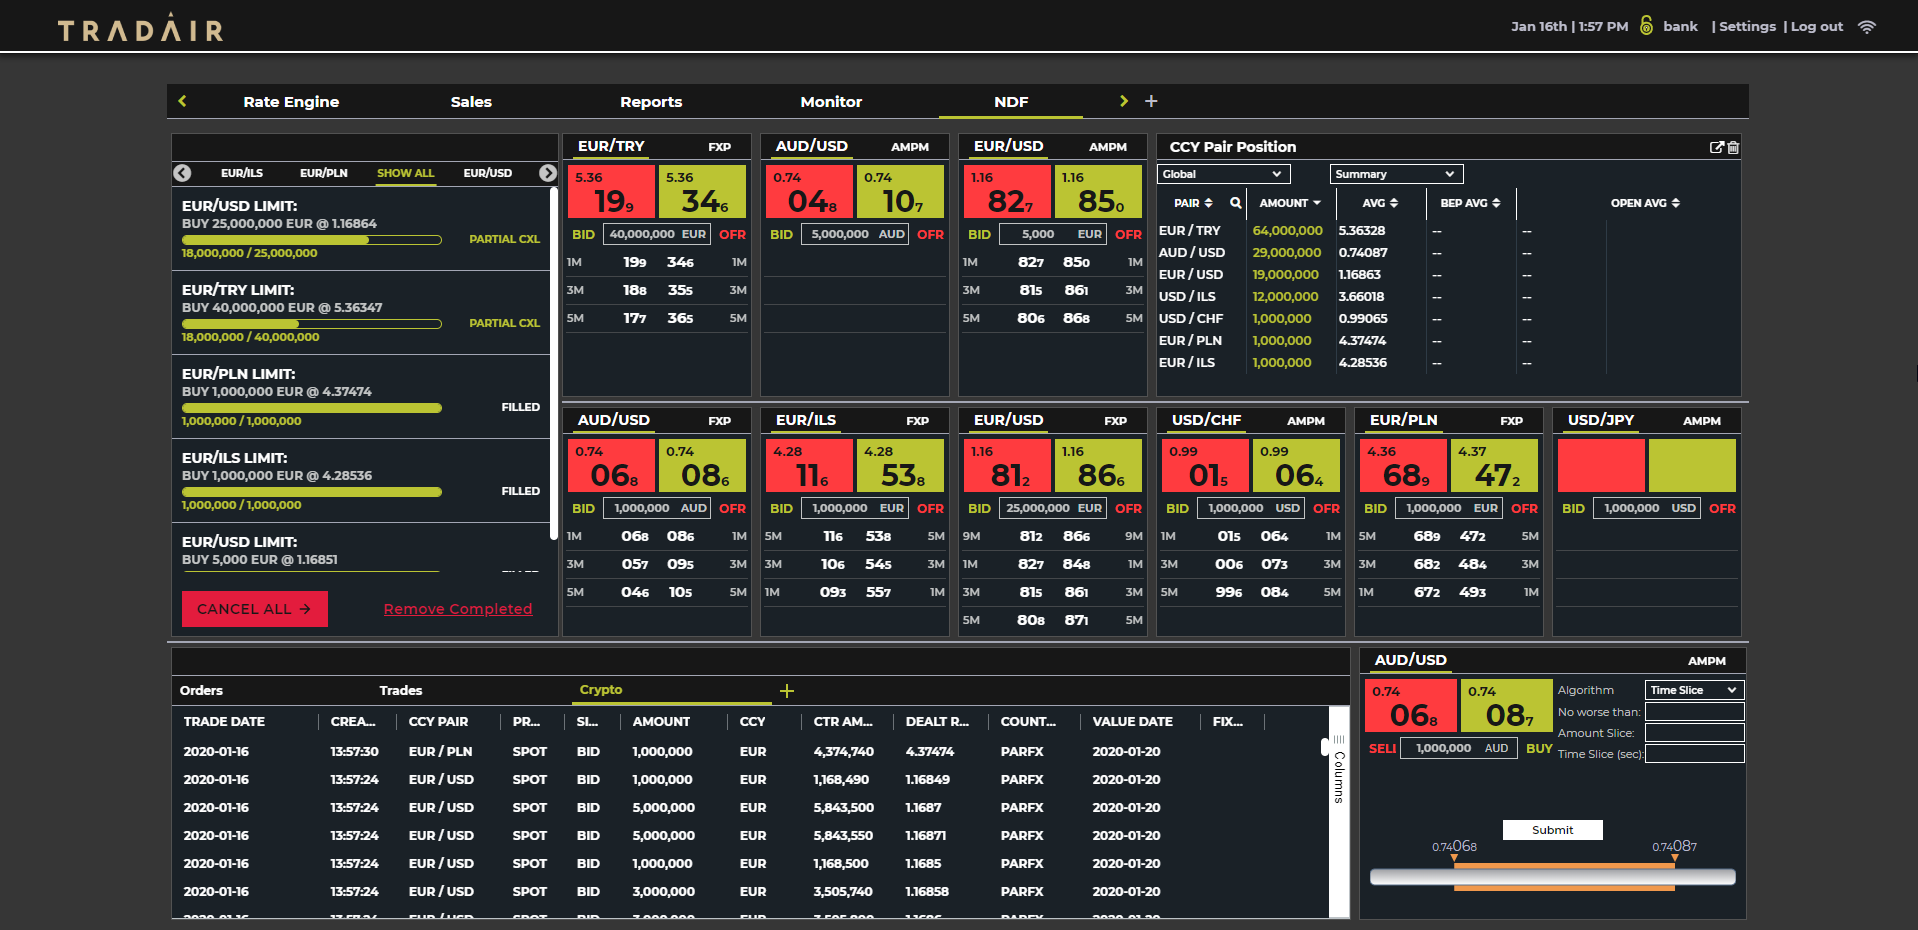 TRADAIR
Jan 16th | 1:57 PM bank | Settings | Log out
Rate Engine Sales Reports Monitor NDF +
EUR/ILS EUR/PLN SHOW ALL EUR/USD
EUR/USD LIMIT:
BUY 25,000,000 EUR @ 1.16864
PARTIAL CXL
18,000,000 / 25,000,000
EUR/TRY LIMIT:
BUY 40,000,000 EUR @ 5.36347
PARTIAL CXL
18,000,000 / 40,000,000
EUR/PLN LIMIT:
BUY 1,000,000 EUR @ 4.37474
FILLED
1,000,000 / 1,000,000
EUR/ILS LIMIT:
BUY 1,000,000 EUR @ 4.28536
FILLED
1,000,000 / 1,000,000
EUR/USD LIMIT:
BUY 5,000 EUR @ 1.16851
CANCEL ALL → Remove Completed
EUR/TRY FXP
5.36 5.36
199 346
BID 40,000,000 EUR OFR
1M 199 346 1M
3M 188 355 3M
5M 177 365 5M
AUD/USD AMPM
0.74 0.74
048 107
BID 5,000,000 AUD OFR
EUR/USD AMPM
1.16 1.16
827 850
BID 5,000 EUR OFR
1M 827 850 1M
3M 815 861 3M
5M 806 868 5M
CCY Pair Position
Global Summary
PAIR AMOUNT AVG BEP AVG OPEN AVG
EUR / TRY 64,000,000 5.36328 -- --
AUD / USD 29,000,000 0.74087 -- --
EUR / USD 19,000,000 1.16863 -- --
USD / ILS 12,000,000 3.66018 -- --
USD / CHF 1,000,000 0.99065 -- --
EUR / PLN 1,000,000 4.37474 -- --
EUR / ILS 1,000,000 4.28536 -- --
AUD/USD FXP
0.74 0.74
068 086
BID 1,000,000 AUD OFR
1M 068 086 1M
3M 057 095 3M
5M 046 105 5M
EUR/ILS FXP
4.28 4.28
116 538
BID 1,000,000 EUR OFR
5M 116 538 5M
3M 106 545 3M
1M 093 557 1M
EUR/USD FXP
1.16 1.16
812 866
BID 25,000,000 EUR OFR
9M 812 866 9M
1M 827 848 1M
3M 815 861 3M
5M 808 871 5M
USD/CHF AMPM
0.99 0.99
015 064
BID 1,000,000 USD OFR
1M 015 064 1M
3M 006 073 3M
5M 996 084 5M
EUR/PLN FXP
4.36 4.37
689 472
BID 1,000,000 EUR OFR
5M 689 472 5M
3M 682 484 3M
1M 672 493 1M
USD/JPY AMPM
BID 1,000,000 USD OFR
Orders Trades Crypto +
TRADE DATE CREA... CCY PAIR PR... SI... AMOUNT CCY CTR AM... DEALT R... COUNT... VALUE DATE FIX...
2020-01-16 13:57:30 EUR / PLN SPOT BID 1,000,000 EUR 4,374,740 4.37474 PARFX 2020-01-20
2020-01-16 13:57:24 EUR / USD SPOT BID 1,000,000 EUR 1,168,490 1.16849 PARFX 2020-01-20
2020-01-16 13:57:24 EUR / USD SPOT BID 5,000,000 EUR 5,843,500 1.1687 PARFX 2020-01-20
2020-01-16 13:57:24 EUR / USD SPOT BID 5,000,000 EUR 5,843,550 1.16871 PARFX 2020-01-20
2020-01-16 13:57:24 EUR / USD SPOT BID 1,000,000 EUR 1,168,500 1.1685 PARFX 2020-01-20
2020-01-16 13:57:24 EUR / USD SPOT BID 3,000,000 EUR 3,505,740 1.16858 PARFX 2020-01-20
Columns
AUD/USD AMPM
0.74 0.74
068 087
SELL 1,000,000 AUD BUY
Algorithm Time Slice
No worse than:
Amount Slice:
Time Slice (sec):
Submit
0.74068 0.74087